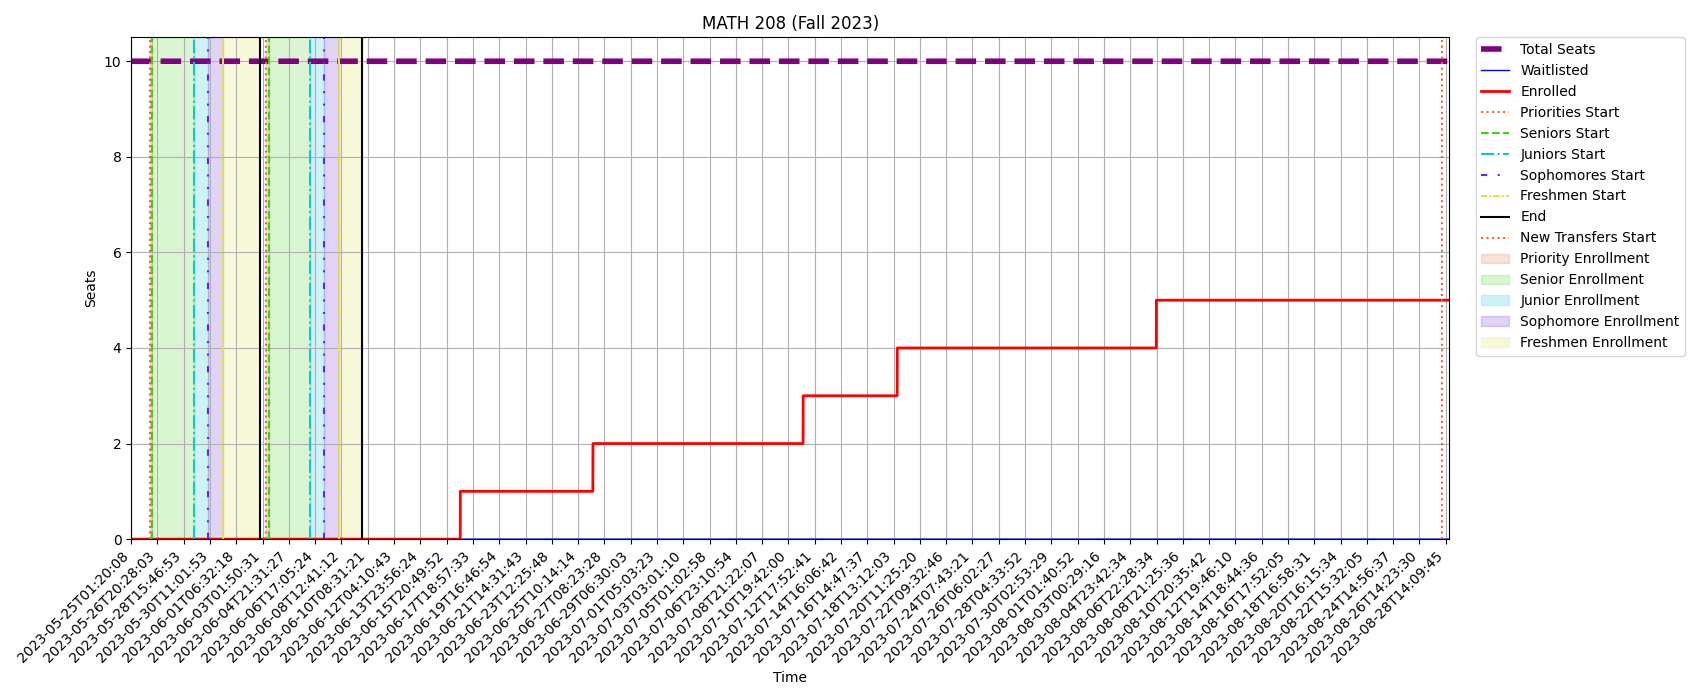 MATH 208 (Fall 2023)
10
8
6
4
2
0
Seats
2023-05-25T01:20:08
2023-05-26T20:28:03
2023-05-28T15:46:53
2023-05-30T11:01:53
2023-06-01T06:32:18
2023-06-03T01:50:31
2023-06-04T21:31:27
2023-06-06T17:05:24
2023-06-08T12:41:12
2023-06-10T08:31:21
2023-06-12T04:10:43
2023-06-13T23:56:24
2023-06-15T20:49:52
2023-06-17T18:57:33
2023-06-19T16:46:54
2023-06-21T14:31:43
2023-06-23T12:25:48
2023-06-25T10:14:14
2023-06-27T08:23:28
2023-06-29T06:30:03
2023-07-01T05:03:23
2023-07-03T03:01:10
2023-07-05T01:02:58
2023-07-06T23:10:54
2023-07-08T21:22:07
2023-07-10T19:42:00
2023-07-12T17:52:41
2023-07-14T16:06:42
2023-07-16T14:47:37
2023-07-18T13:12:03
2023-07-20T11:25:20
2023-07-22T09:32:46
2023-07-24T07:43:21
2023-07-26T06:02:27
2023-07-28T04:33:52
2023-07-30T02:53:29
2023-08-01T01:40:52
2023-08-03T00:29:16
2023-08-04T23:42:34
2023-08-06T22:28:34
2023-08-08T21:25:36
2023-08-10T20:35:42
2023-08-12T19:46:10
2023-08-14T18:44:36
2023-08-16T17:52:05
2023-08-18T16:58:31
2023-08-20T16:15:34
2023-08-22T15:32:05
2023-08-24T14:56:37
2023-08-26T14:23:30
2023-08-28T14:09:45
Time
Total Seats
Waitlisted
Enrolled
Priorities Start
Seniors Start
Juniors Start
Sophomores Start
Freshmen Start
End
New Transfers Start
Priority Enrollment
Senior Enrollment
Junior Enrollment
Sophomore Enrollment
Freshmen Enrollment